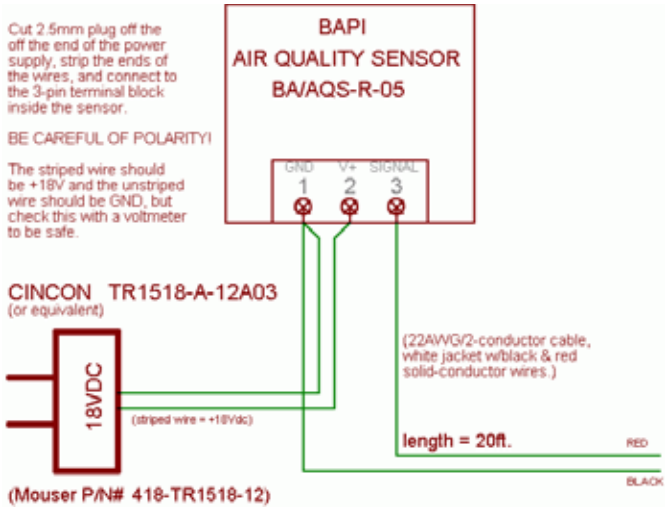 Cut 2.5mm plug off the
off the end of the power
supply, strip the ends of
the wires, and connect to
the 3-pin terminal block
inside the sensor.
BE CAREFUL OF POLARITY!
The striped wire should
be +18V and the unstriped
wire should be GND, but
check this with a voltmeter
to be safe.
BAPI
AIR QUALITY SENSOR
BA/AQS-R-05
GND V+ SIGNAL
1 2 3
CINCON TR1518-A-12A03
(or equivalent)
18VDC
(striped wire = +18Vdc)
(Mouser P/N# 418-TR1518-12)
(22AWG/2-conductor cable,
white jacket w/black & red
solid-conductor wires.)
length = 20ft.
RED
BLACK